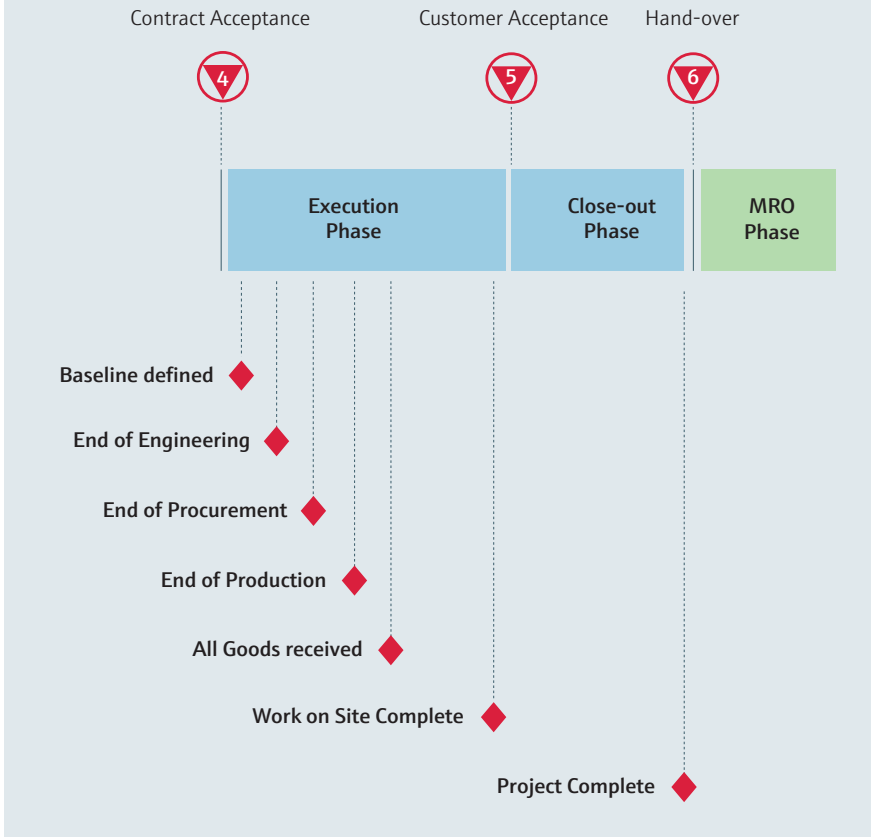 Contract Acceptance
Customer Acceptance
Hand-over
4
5
6
Execution
Phase
Close-out
Phase
MRO
Phase
Baseline defined
End of Engineering
End of Procurement
End of Production
All Goods received
Work on Site Complete
Project Complete